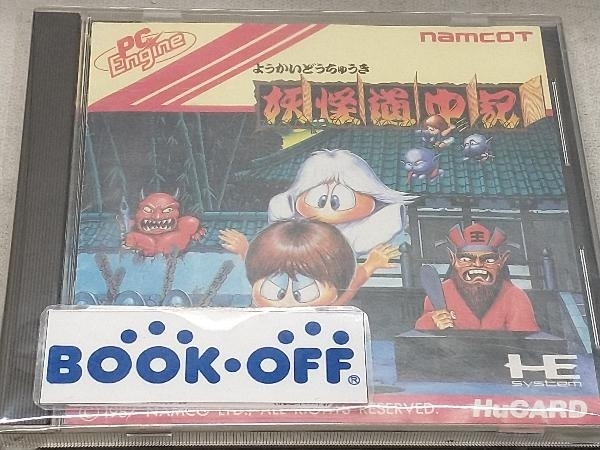 PC Engine
namcoT
ようかいどうちゅうき
妖怪道中記
王
BOOK・OFF®
HE system
© 1987 NAMCO LTD., ALL RIGHTS RESERVED.
HuCARD